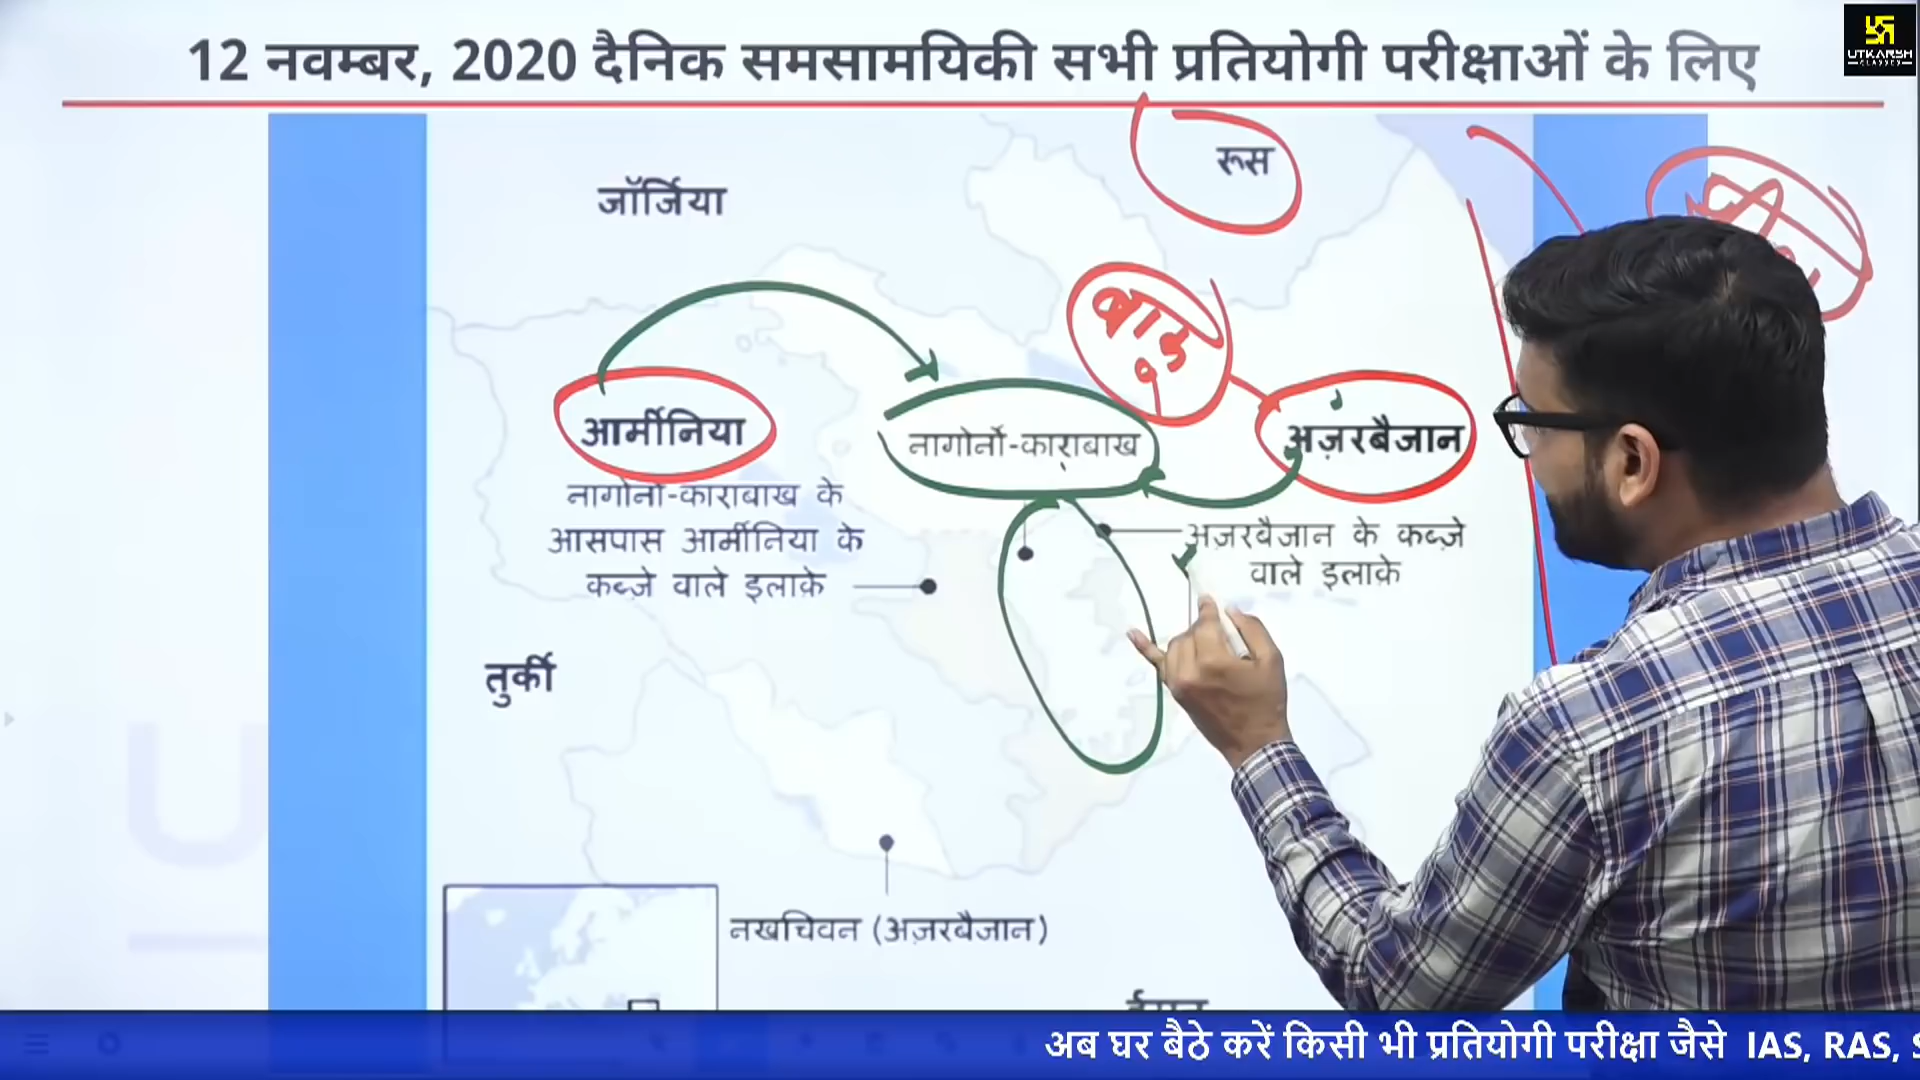 12 नवम्बर, 2020 दैनिक समसामयिकी सभी प्रतियोगी परीक्षाओं के लिए
UTKARSH
CLASSES
रूस
जॉर्जिया
आर्मीनिया
नागोर्नो-काराबाख
अज़रबैजान
नागोर्नो-काराबाख के
आसपास आर्मीनिया के
कब्ज़े वाले इलाक़े
अज़रबैजान के कब्ज़े
वाले इलाक़े
तुर्की
नखचिवन (अज़रबैजान)
अब घर बैठे करें किसी भी प्रतियोगी परीक्षा जैसे IAS, RAS,